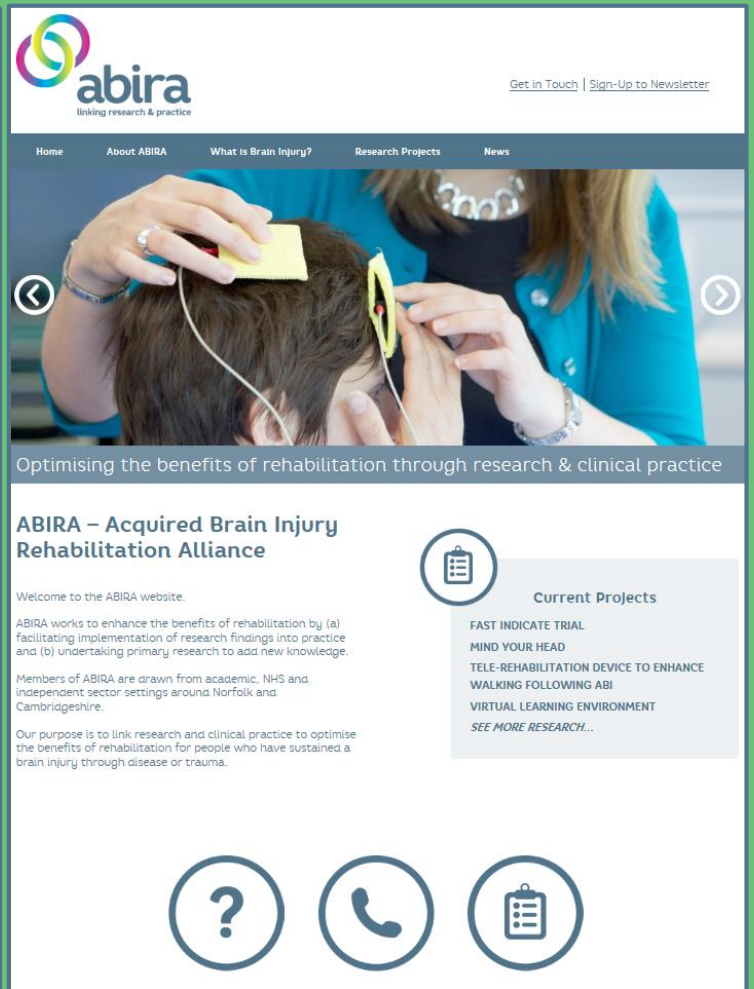 abira
linking research & practice
Get in Touch | Sign-Up to Newsletter
Home About ABIRA What is Brain Injury? Research Projects News
Optimising the benefits of rehabilitation through research & clinical practice
ABIRA – Acquired Brain Injury
Rehabilitation Alliance
Welcome to the ABIRA website.
ABIRA works to enhance the benefits of rehabilitation by (a)
facilitating implementation of research findings into practice
and (b) undertaking primary research to add new knowledge.
Members of ABIRA are drawn from academic, NHS and
independent sector settings around Norfolk and
Cambridgeshire.
Our purpose is to link research and clinical practice to optimise
the benefits of rehabilitation for people who have sustained a
brain injury through disease or trauma.
Current Projects
FAST INDICATE TRIAL
MIND YOUR HEAD
TELE-REHABILITATION DEVICE TO ENHANCE
WALKING FOLLOWING ABI
VIRTUAL LEARNING ENVIRONMENT
SEE MORE RESEARCH...
?